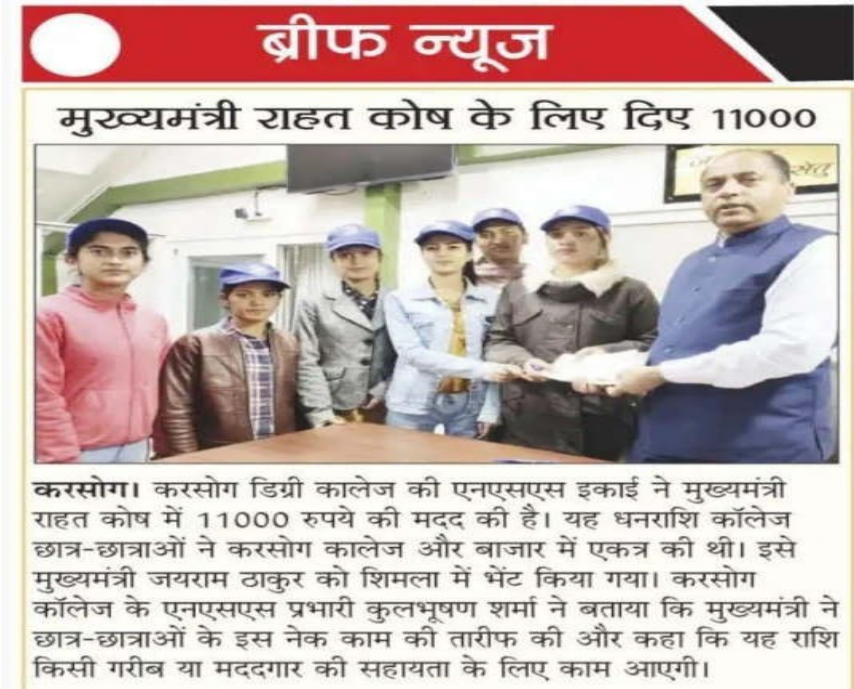 ब्रीफ न्यूज
मुख्यमंत्री राहत कोष के लिए दिए 11000
सेतु
करसोग। करसोग डिग्री कालेज की एनएसएस इकाई ने मुख्यमंत्री
राहत कोष में 11000 रुपये की मदद की है। यह धनराशि कॉलेज
छात्र-छात्राओं ने करसोग कालेज और बाजार में एकत्र की थी। इसे
मुख्यमंत्री जयराम ठाकुर को शिमला में भेंट किया गया। करसोग
कॉलेज के एनएसएस प्रभारी कुलभूषण शर्मा ने बताया कि मुख्यमंत्री ने
छात्र-छात्राओं के इस नेक काम की तारीफ की और कहा कि यह राशि
किसी गरीब या मददगार की सहायता के लिए काम आएगी।